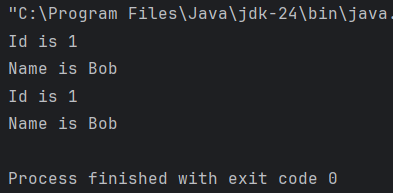 "C:\Program Files\Java\jdk-24\bin\java.
Id is 1
Name is Bob
Id is 1
Name is Bob
Process finished with exit code 0